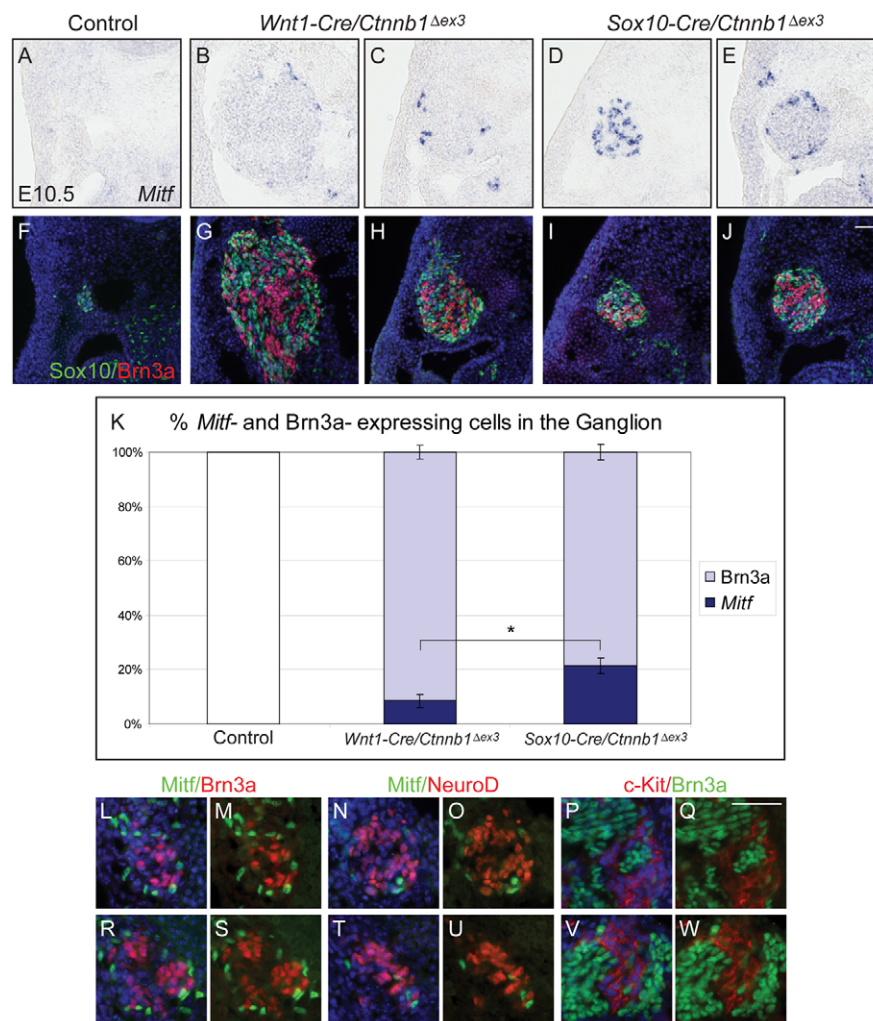 Control Wnt1-Cre/Ctnnb1Δex3 Sox10-Cre/Ctnnb1Δex3
A B C D E
E10.5 Mitf
F G H I J
Sox10/Brn3a
K % Mitf- and Brn3a- expressing cells in the Ganglion
100%
80%
60%
40%
20%
0%
*
Brn3a
Mitf
Control Wnt1-Cre/Ctnnb1Δex3 Sox10-Cre/Ctnnb1Δex3
Mitf/Brn3a Mitf/NeuroD c-Kit/Brn3a
L M N O P Q
R S T U V W